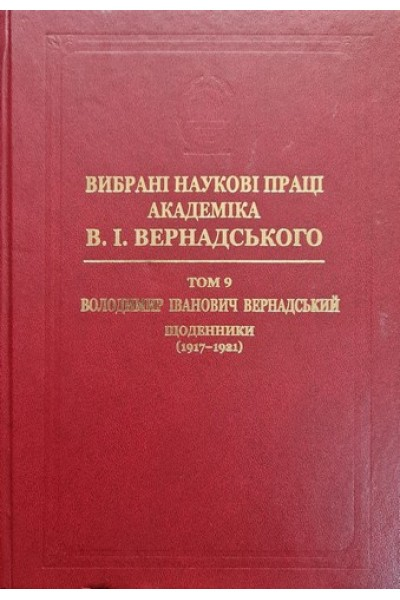 ВИБРАНІ НАУКОВІ ПРАЦІ
АКАДЕМІКА
В. І. ВЕРНАДСЬКОГО
ТОМ 9
ВОЛОДИМИР ІВАНОВИЧ ВЕРНАДСЬКИЙ
ЩОДЕННИКИ
(1917–1921)